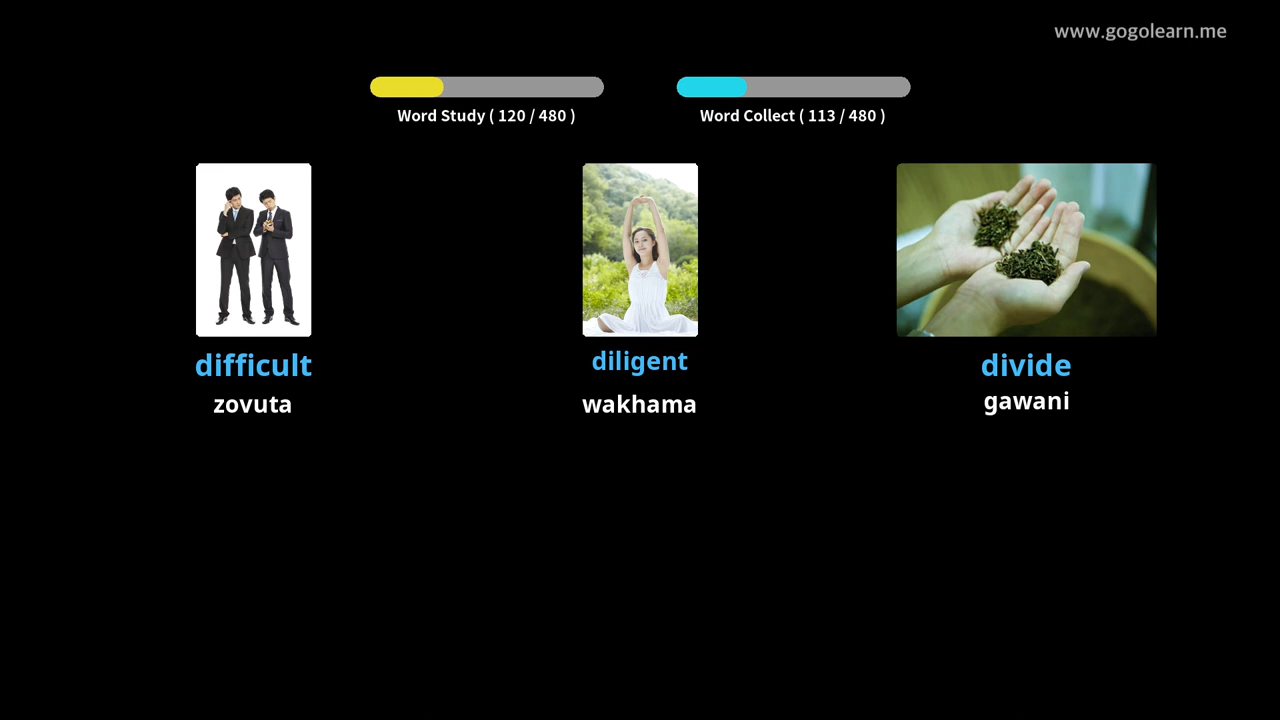 www.gogolearn.me
Word Study ( 120 / 480 )
Word Collect ( 113 / 480 )
difficult
zovuta
diligent
wakhama
divide
gawani